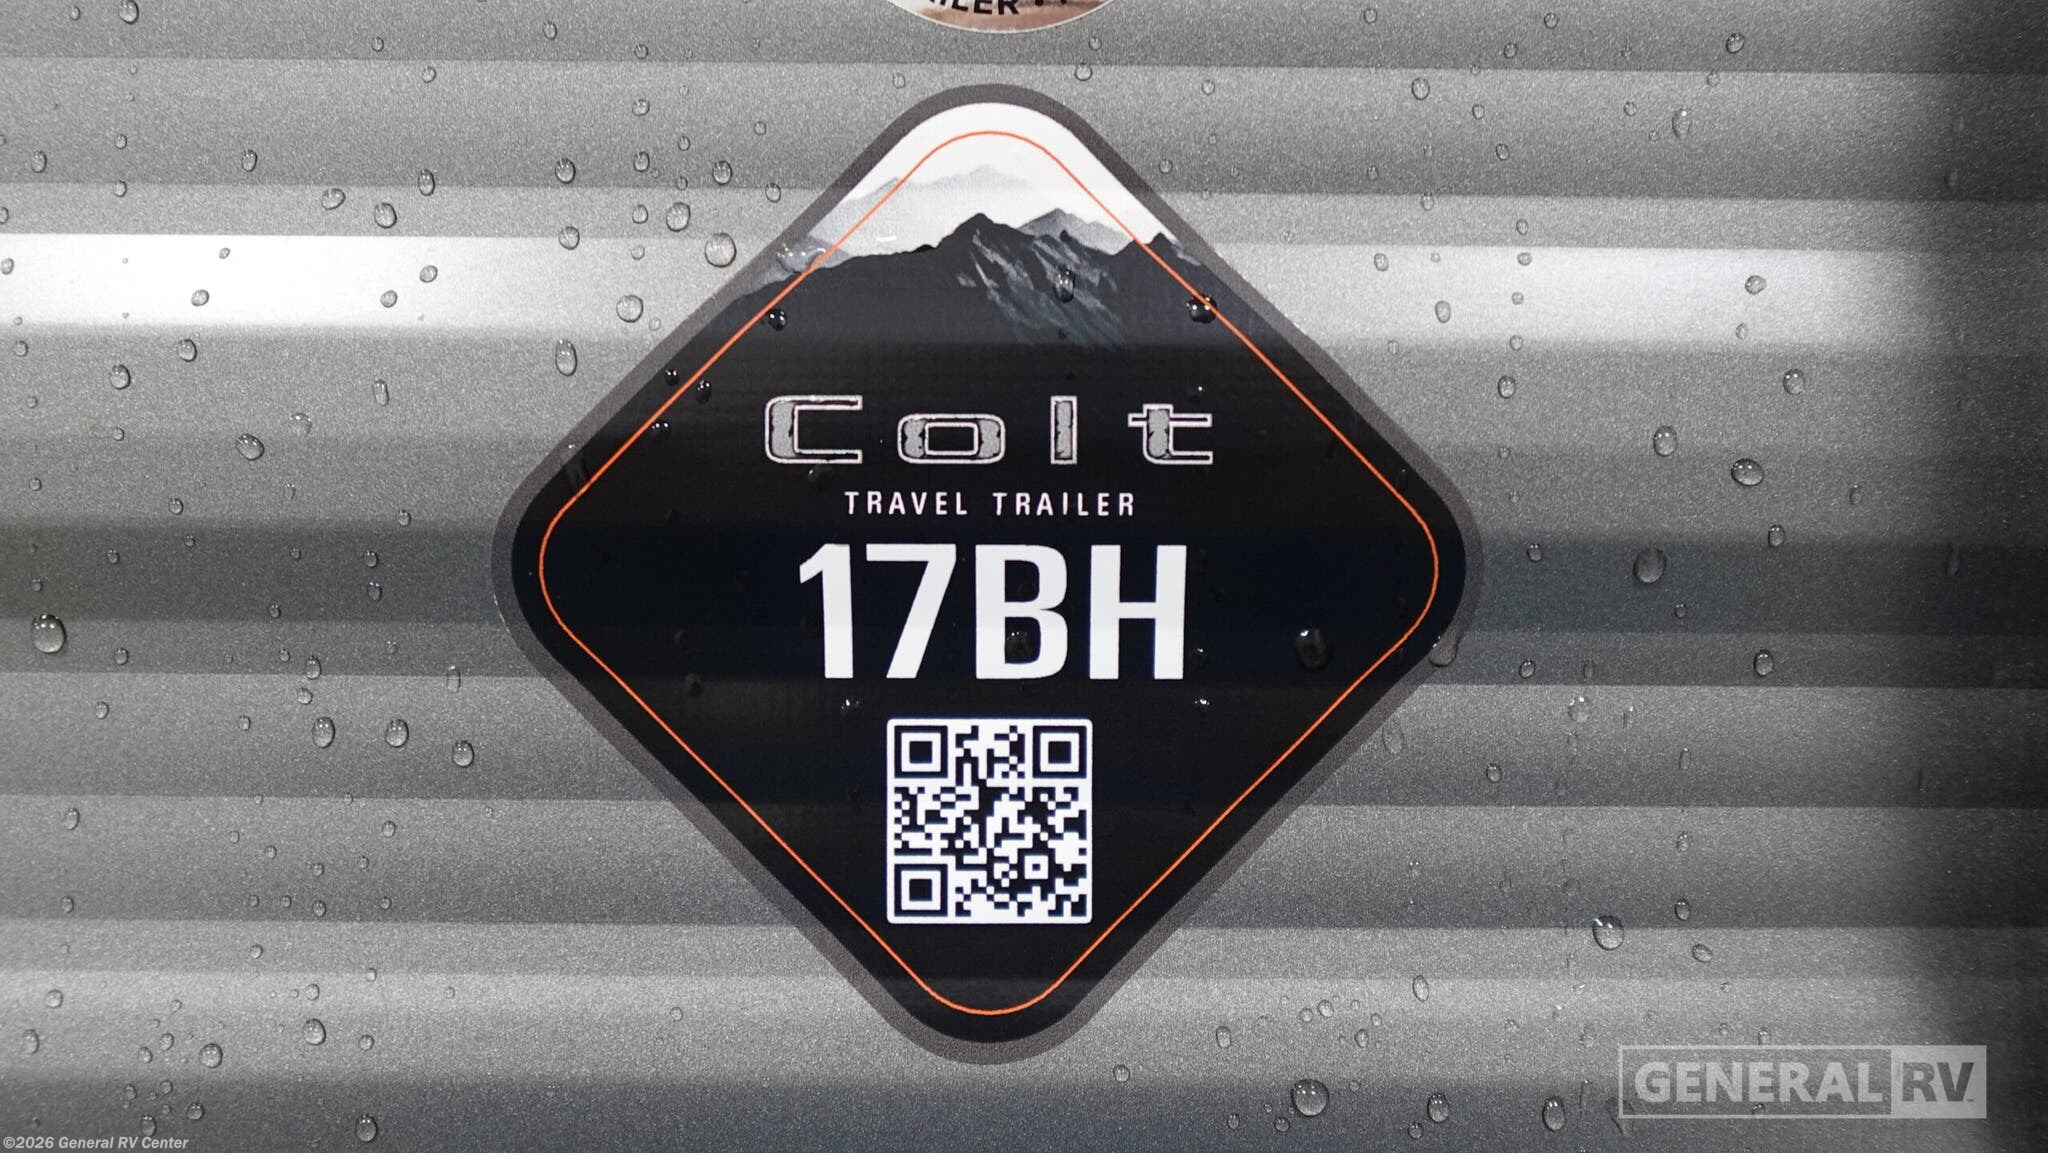 Colt
TRAVEL TRAILER
17BH
GENERAL RV
©2026 General RV Center